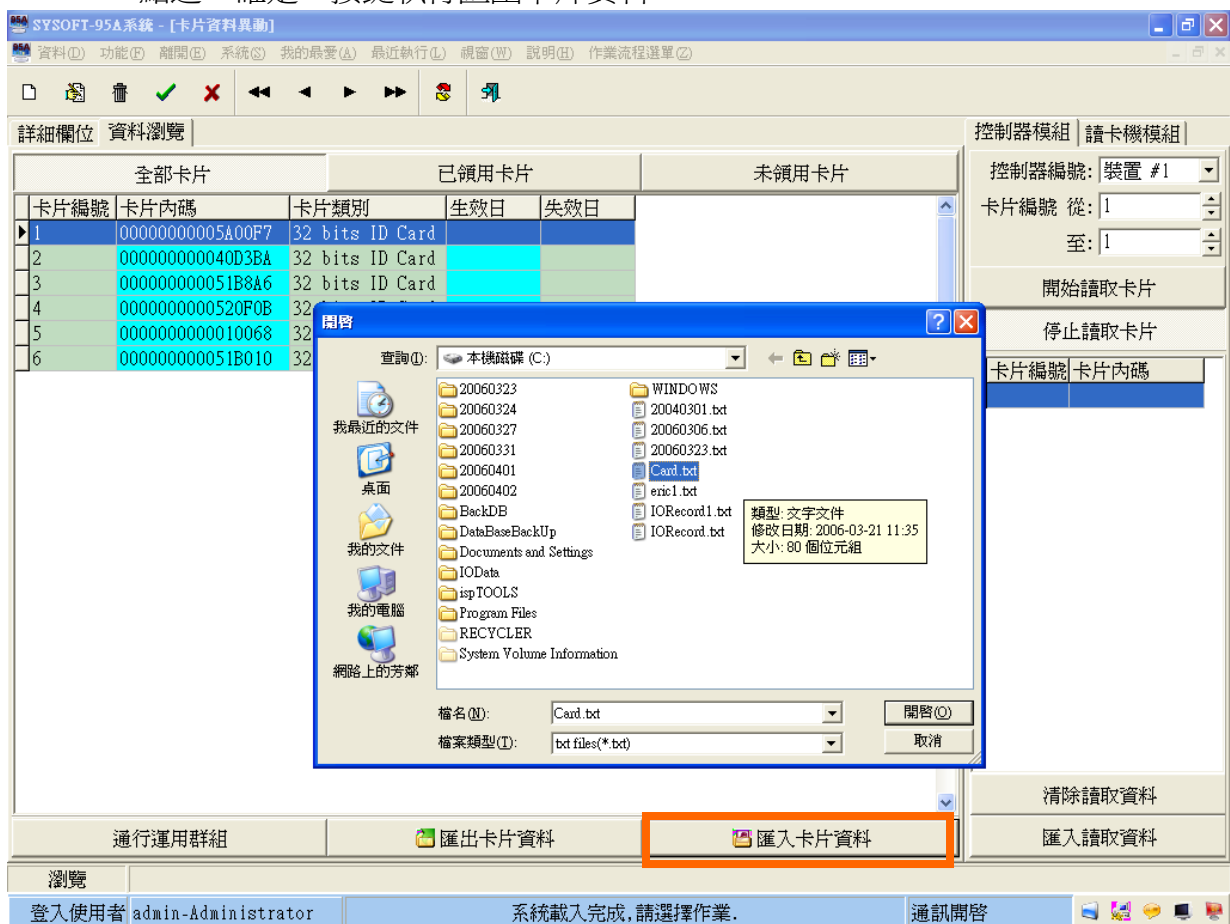 SYSOFT-95A系統 - [卡片資料異動]
資料(D) 功能(F) 離開(E) 系統(S) 我的最愛(A) 最近執行(L) 視窗(W) 說明(H) 作業流程選單(Z)
詳細欄位 資料瀏覽
控制器模組 讀卡機模組
全部卡片 已領用卡片 未領用卡片
控制器編號: 裝置 #1
卡片編號 從: 1
至: 1
開始讀取卡片
停止讀取卡片
卡片編號 卡片內碼
卡片編號 卡片內碼 卡片類別 生效日 失效日
1 00000000005A00F7 32 bits ID Card
2 000000000040D3BA 32 bits ID Card
3 000000000051B8A6 32 bits ID Card
4 0000000000520F0B 32
5 0000000000010068 32
6 000000000051B010 32
開啓
查詢(I): 本機磁碟 (C:)
我最近的文件
桌面
我的文件
我的電腦
網路上的芳鄰
20060323
20060324
20060327
20060331
20060401
20060402
BackDB
DataBaseBackUp
Documents and Settings
IOData
ispTOOLS
Program Files
RECYCLER
System Volume Information
WINDOWS
20040301.txt
20060306.txt
20060323.txt
Card.txt
eric1.txt
IORecord1.txt
IORecord.txt
類型: 文字文件
修改日期: 2006-03-21 11:35
大小: 80 個位元組
檔名(N): Card.txt
開啓(O)
檔案類型(T): txt files(*.txt)
取消
清除讀取資料
匯入讀取資料
通行運用群組 匯出卡片資料 匯入卡片資料
瀏覽
登入使用者 admin-Administrator 系統載入完成,請選擇作業. 通訊開啓